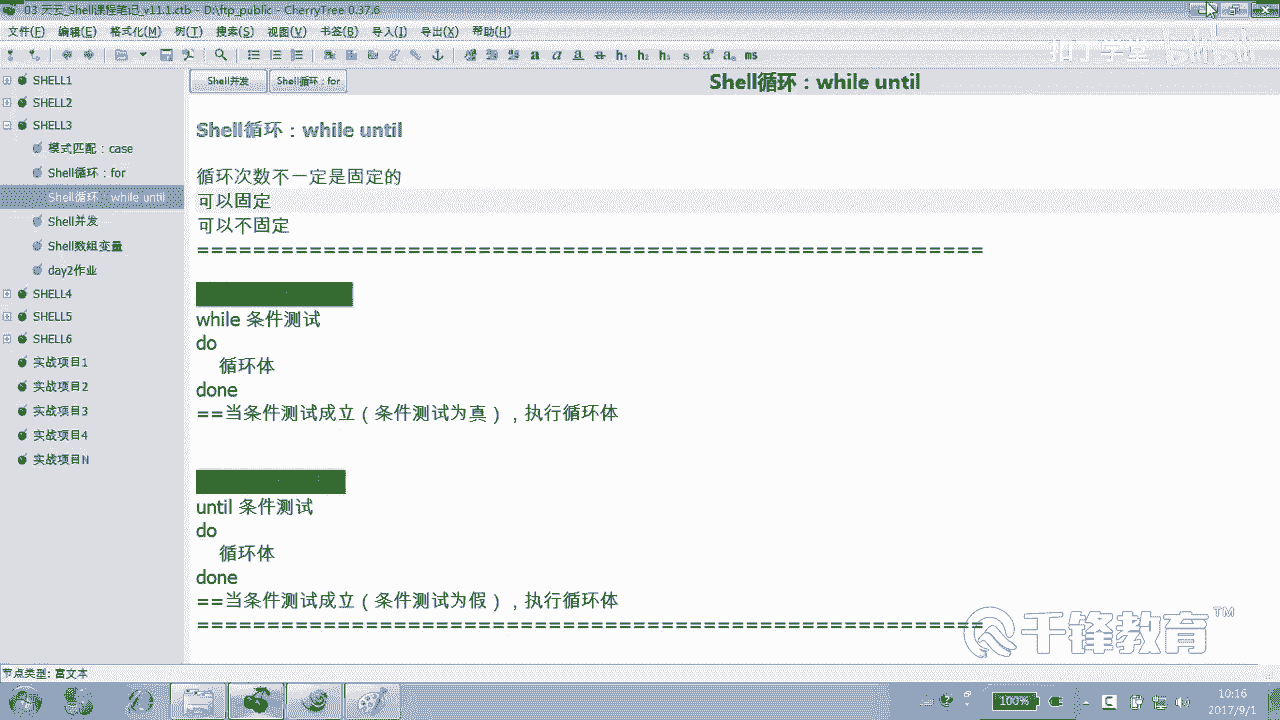 03 天云_Shell课程笔记_v11.1.ctb - D:\ftp_public - CherryTree 0.37.6
文件(F) 编辑(E) 格式化(M) 树(T) 搜索(S) 视图(V) 书签(B) 导入(I) 导出(X) 帮助(H)
a a a a h₁ h₂ h₃ s aª aₐ ms
扣丁学堂 bilibili
SHELL1
SHELL2
SHELL3
模式匹配：case
Shell循环：for
Shell循环：while until
Shell并发
Shell数组变量
day2作业
SHELL4
SHELL5
SHELL6
实战项目1
实战项目2
实战项目3
实战项目4
实战项目N
Shell并发 Shell循环：for
Shell循环：while until
Shell循环：while until
循环次数不一定是固定的
可以固定
可以不固定
==========================================================
while 条件测试
do
循环体
done
==当条件测试成立（条件测试为真），执行循环体
until 条件测试
do
循环体
done
==当条件测试成立（条件测试为假），执行循环体
==========================================================
千锋教育™
节点类型: 富文本
100%
10:16
2017/9/1